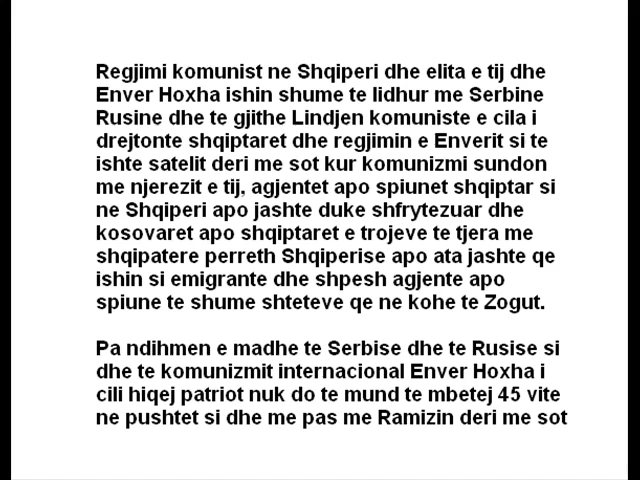 Regjimi komunist ne Shqiperi dhe elita e tij dhe
Enver Hoxha ishin shume te lidhur me Serbine
Rusine dhe te gjithe Lindjen komuniste e cila i
drejtonte shqiptaret dhe regjimin e Enverit si te
ishte satelit deri me sot kur komunizmi sundon
me njerezit e tij, agjentet apo spiunet shqiptar si
ne Shqiperi apo jashte duke shfrytezuar dhe
kosovaret apo shqiptaret e trojeve te tjera me
shqipatere perreth Shqiperise apo ata jashte qe
ishin si emigrante dhe shpesh agjente apo
spiune te shume shteteve qe ne kohe te Zogut.
Pa ndihmen e madhe te Serbise dhe te Rusise si
dhe te komunizmit internacional Enver Hoxha i
cili hiqej patriot nuk do te mund te mbetej 45 vite
ne pushtet si dhe me pas me Ramizin deri me sot